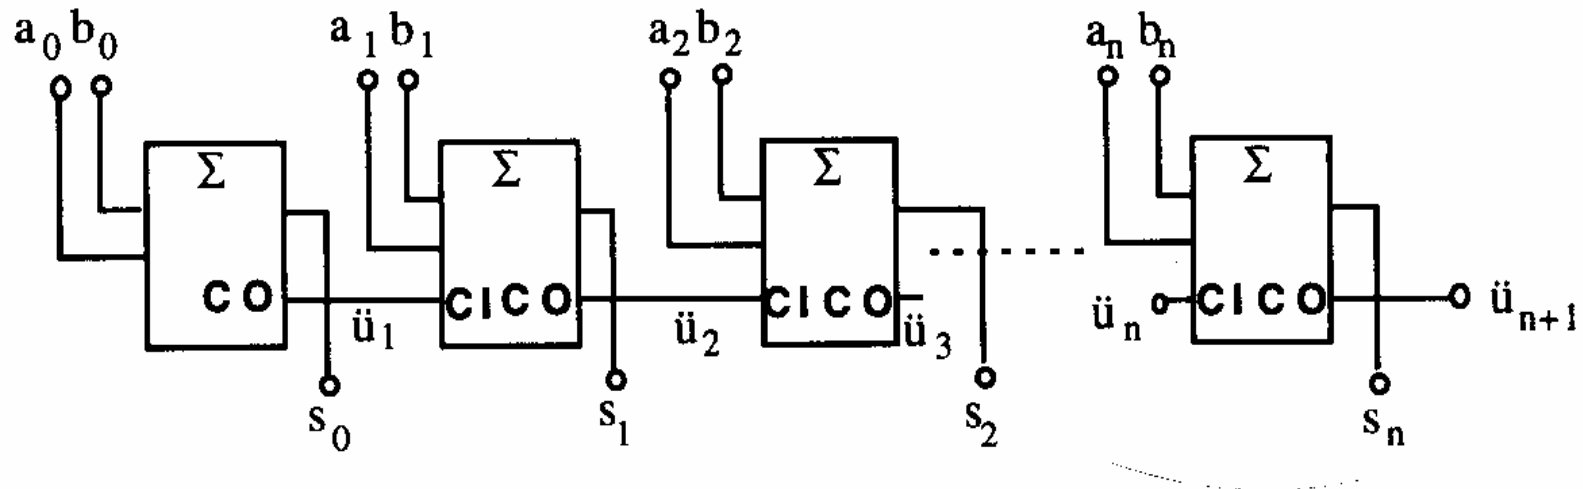 a₀ b₀ a₁ b₁ a₂ b₂ aₙ bₙ
Σ Σ Σ Σ
CO CI CO CI CO CI CO
ü₁ ü₂ ü₃ üₙ üₙ₊₁
s₀ s₁ s₂ sₙ